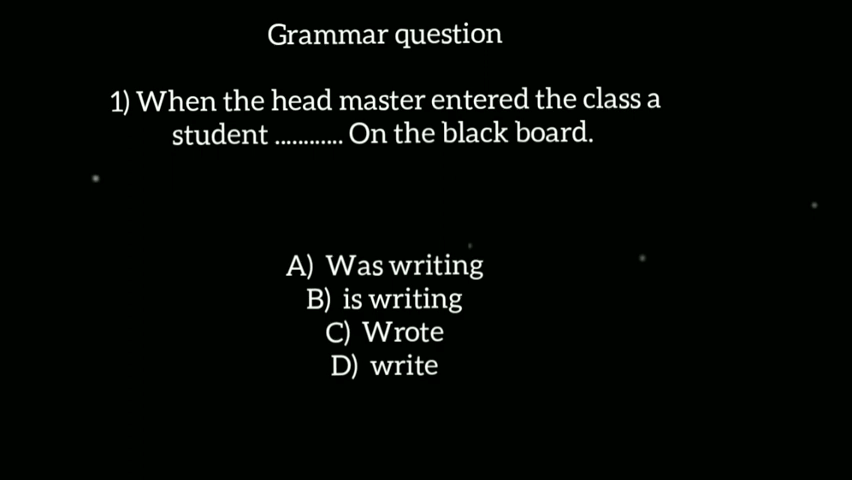 Grammar question
1) When the head master entered the class a
student ............ On the black board.
A) Was writing
B) is writing
C) Wrote
D) write